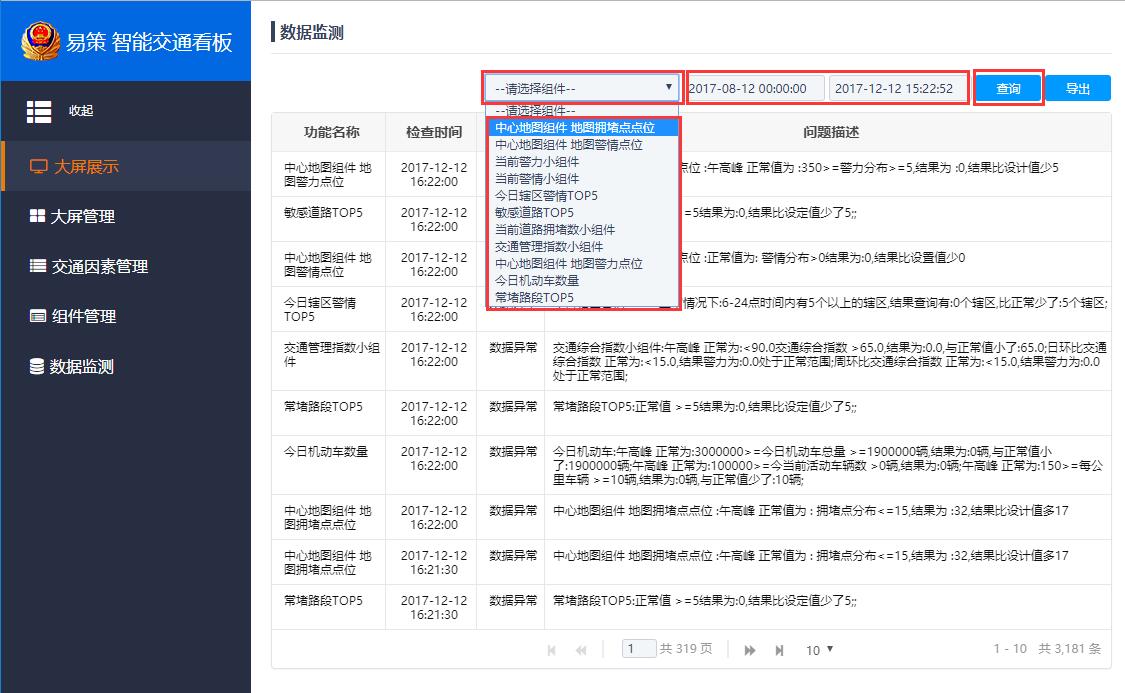 易策 智能交通看板
收起
大屏展示
大屏管理
交通因素管理
组件管理
数据监测
数据监测
--请选择组件--
2017-08-12 00:00:00
2017-12-12 15:22:52
查询
导出
--请选择组件--
中心地图组件 地图拥堵点点位
中心地图组件 地图警情点位
当前警力小组件
当前警情小组件
今日辖区警情TOP5
敏感道路TOP5
当前道路拥堵数小组件
交通管理指数小组件
中心地图组件 地图警力点位
今日机动车数量
常堵路段TOP5
功能名称
检查时间
问题描述
中心地图组件 地
图警力点位
2017-12-12
16:22:00
点位 :午高峰 正常值为 :350>=警力分布>=5,结果为 :0,结果比设计值少5
敏感道路TOP5
2017-12-12
16:22:00
=5结果为:0,结果比设定值少了5;;
中心地图组件 地
图警情点位
2017-12-12
16:22:00
点位 :正常值为: 警情分布>0结果为:0,结果比设置值少0
今日辖区警情
TOP5
2017-12-12
16:22:00
情况下:6-24点时间内有5个以上的辖区,结果查询有:0个辖区,比正常少了:5个辖区;
交通管理指数小组
件
2017-12-12
16:22:00
数据异常
交通综合指数小组件:午高峰 正常为:<90.0交通综合指数 >65.0,结果为:0.0,与正常值小了:65.0;日环比交通
综合指数 正常为:<15.0,结果警力为:0.0处于正常范围;周环比交通综合指数 正常为:<15.0,结果警力为:0.0
处于正常范围;
常堵路段TOP5
2017-12-12
16:22:00
数据异常
常堵路段TOP5:正常值 >=5结果为:0,结果比设定值少了5;;
今日机动车数量
2017-12-12
16:22:00
数据异常
今日机动车:午高峰 正常为:3000000>=今日机动车总量 >=1900000辆,结果为:0辆,与正常值小
了:1900000辆;午高峰 正常为:100000>=今当前活动车辆数 >0辆,结果为:0辆;午高峰 正常为:150>=每公
里车辆 >=10辆,结果为:0辆,与正常值少了:10辆;
中心地图组件 地
图拥堵点点位
2017-12-12
16:22:00
数据异常
中心地图组件 地图拥堵点点位 :午高峰 正常值为 : 拥堵点分布<=15,结果为 :32,结果比设计值多17
中心地图组件 地
图拥堵点点位
2017-12-12
16:21:30
数据异常
中心地图组件 地图拥堵点点位 :午高峰 正常值为 : 拥堵点分布<=15,结果为 :32,结果比设计值多17
常堵路段TOP5
2017-12-12
16:21:30
数据异常
常堵路段TOP5:正常值 >=5结果为:0,结果比设定值少了5;;
1 共 319 页
10
1 - 10 共 3,181 条